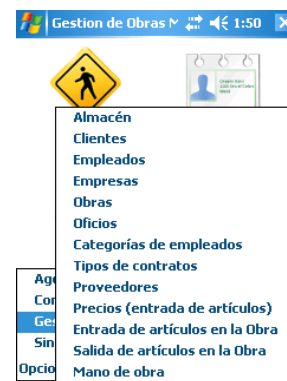 Gestion de Obras M 1:50
Almacén
Clientes
Empleados
Empresas
Obras
Oficios
Categorías de empleados
Tipos de contratos
Proveedores
Precios (entrada de artículos)
Entrada de artículos en la Obra
Salida de artículos en la Obra
Mano de obra
Age
Cor
Ges
Sin
Opcio